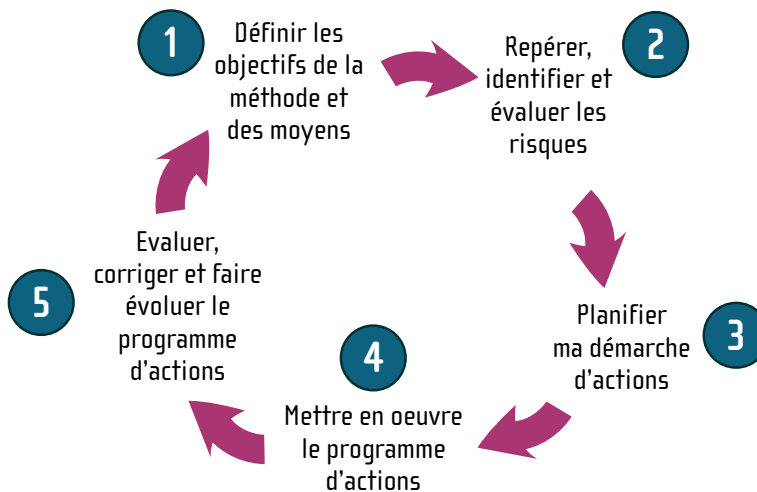 1
Définir les
objectifs de la
méthode et
des moyens
2
Repérer,
identifier et
évaluer les
risques
3
Planifier
ma démarche
d'actions
4
Mettre en oeuvre
le programme
d'actions
5
Evaluer,
corriger et faire
évoluer le
programme
d'actions